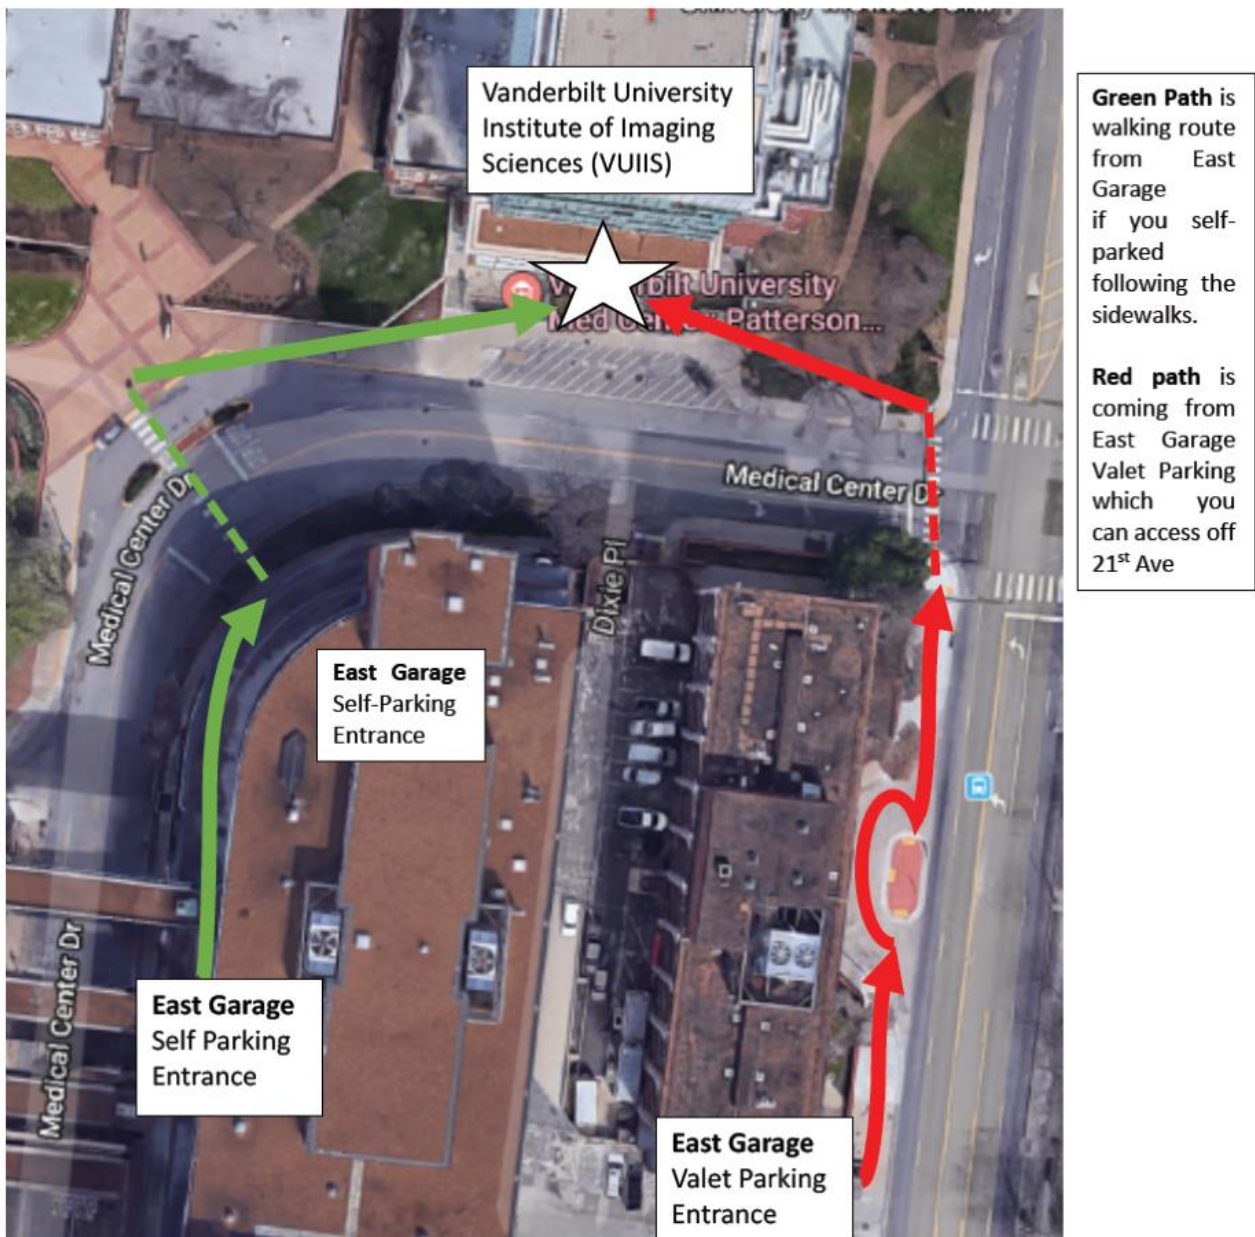 Vanderbilt University
Institute of Imaging
Sciences (VUIIS)
Green Path is
walking route
from East
Garage
if you self-
parked
following the
sidewalks.
Red path is
coming from
East Garage
Valet Parking
which you
can access off
21st Ave
Vanderbilt University
Med Center Patterson...
Medical Center Dr
Medical Center Dr
Dixie Pl
East Garage
Self-Parking
Entrance
East Garage
Self Parking
Entrance
Medical Center Dr
East Garage
Valet Parking
Entrance